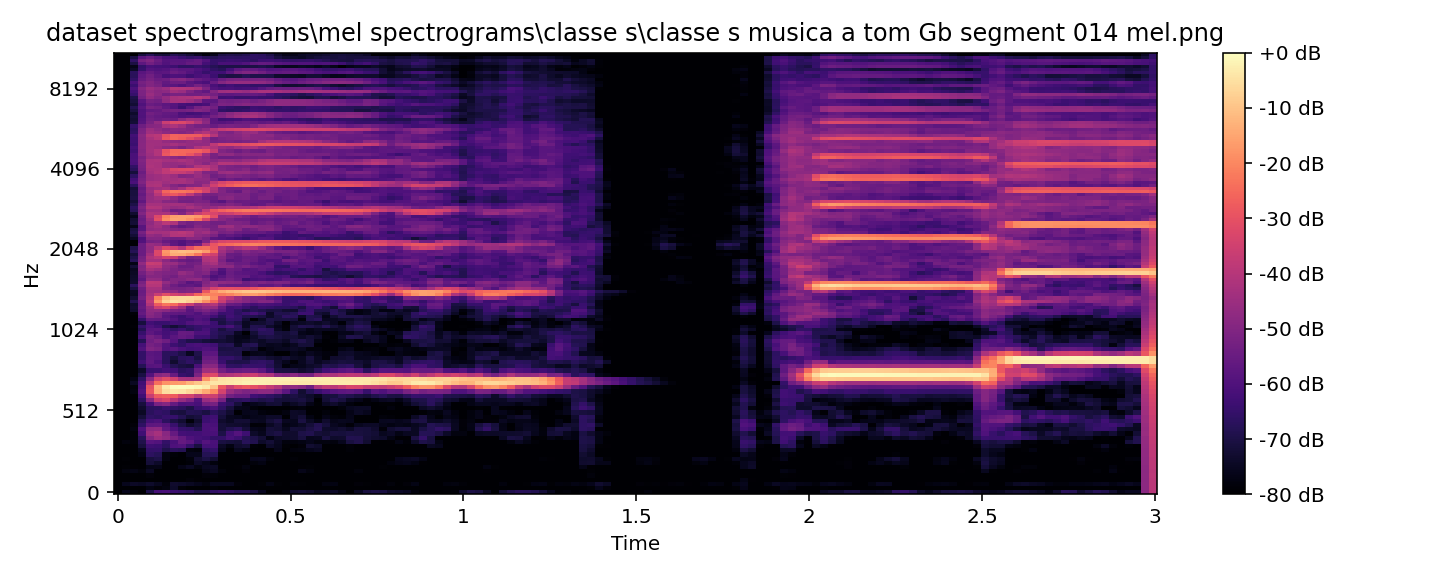 dataset spectrograms\mel spectrograms\classe s\classe s musica a tom Gb segment 014 mel.png
8192
4096
2048
1024
512
0
Hz
0
0.5
1
1.5
2
2.5
3
Time
+0 dB
-10 dB
-20 dB
-30 dB
-40 dB
-50 dB
-60 dB
-70 dB
-80 dB